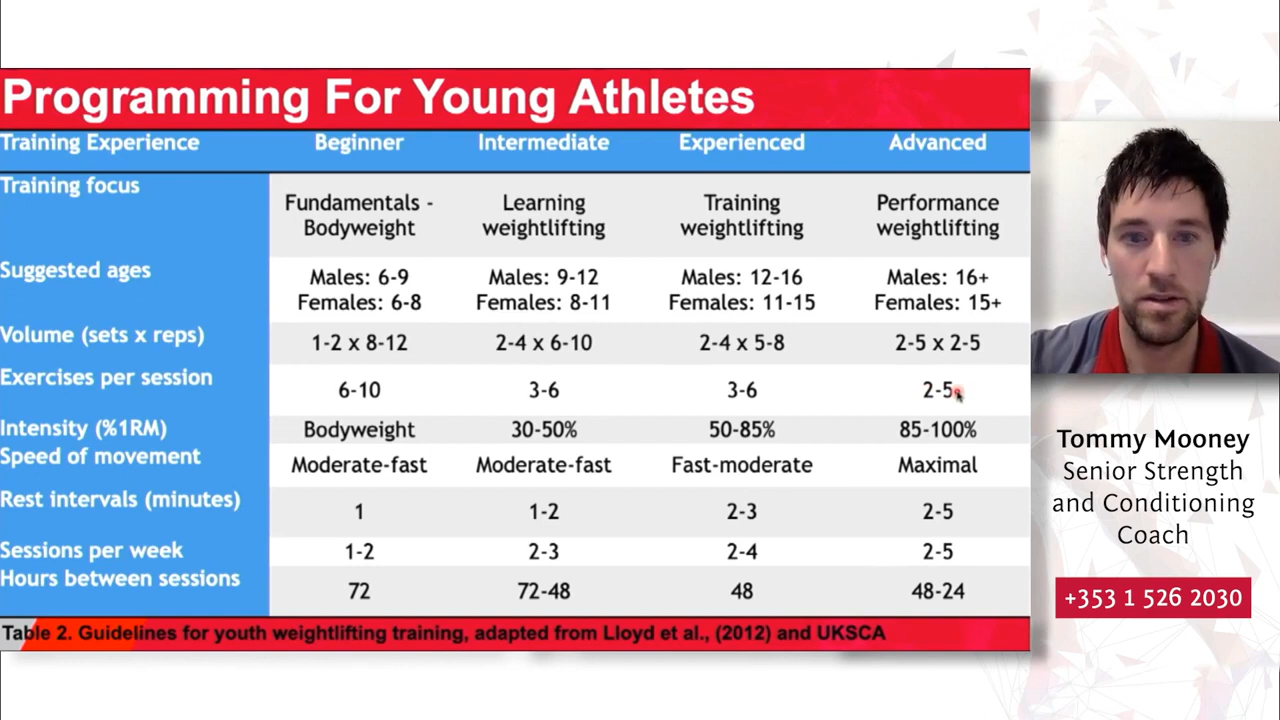 Programming For Young Athletes
Training Experience Beginner Intermediate Experienced Advanced
Training focus Fundamentals - Bodyweight Learning weightlifting Training weightlifting Performance weightlifting
Suggested ages Males: 6-9 Females: 6-8 Males: 9-12 Females: 8-11 Males: 12-16 Females: 11-15 Males: 16+ Females: 15+
Volume (sets x reps) 1-2 x 8-12 2-4 x 6-10 2-4 x 5-8 2-5 x 2-5
Exercises per session 6-10 3-6 3-6 2-5
Intensity (%1RM) Bodyweight 30-50% 50-85% 85-100%
Speed of movement Moderate-fast Moderate-fast Fast-moderate Maximal
Rest intervals (minutes) 1 1-2 2-3 2-5
Sessions per week 1-2 2-3 2-4 2-5
Hours between sessions 72 72-48 48 48-24
Table 2. Guidelines for youth weightlifting training, adapted from Lloyd et al., (2012) and UKSCA
Tommy Mooney
Senior Strength
and Conditioning
Coach
+353 1 526 2030